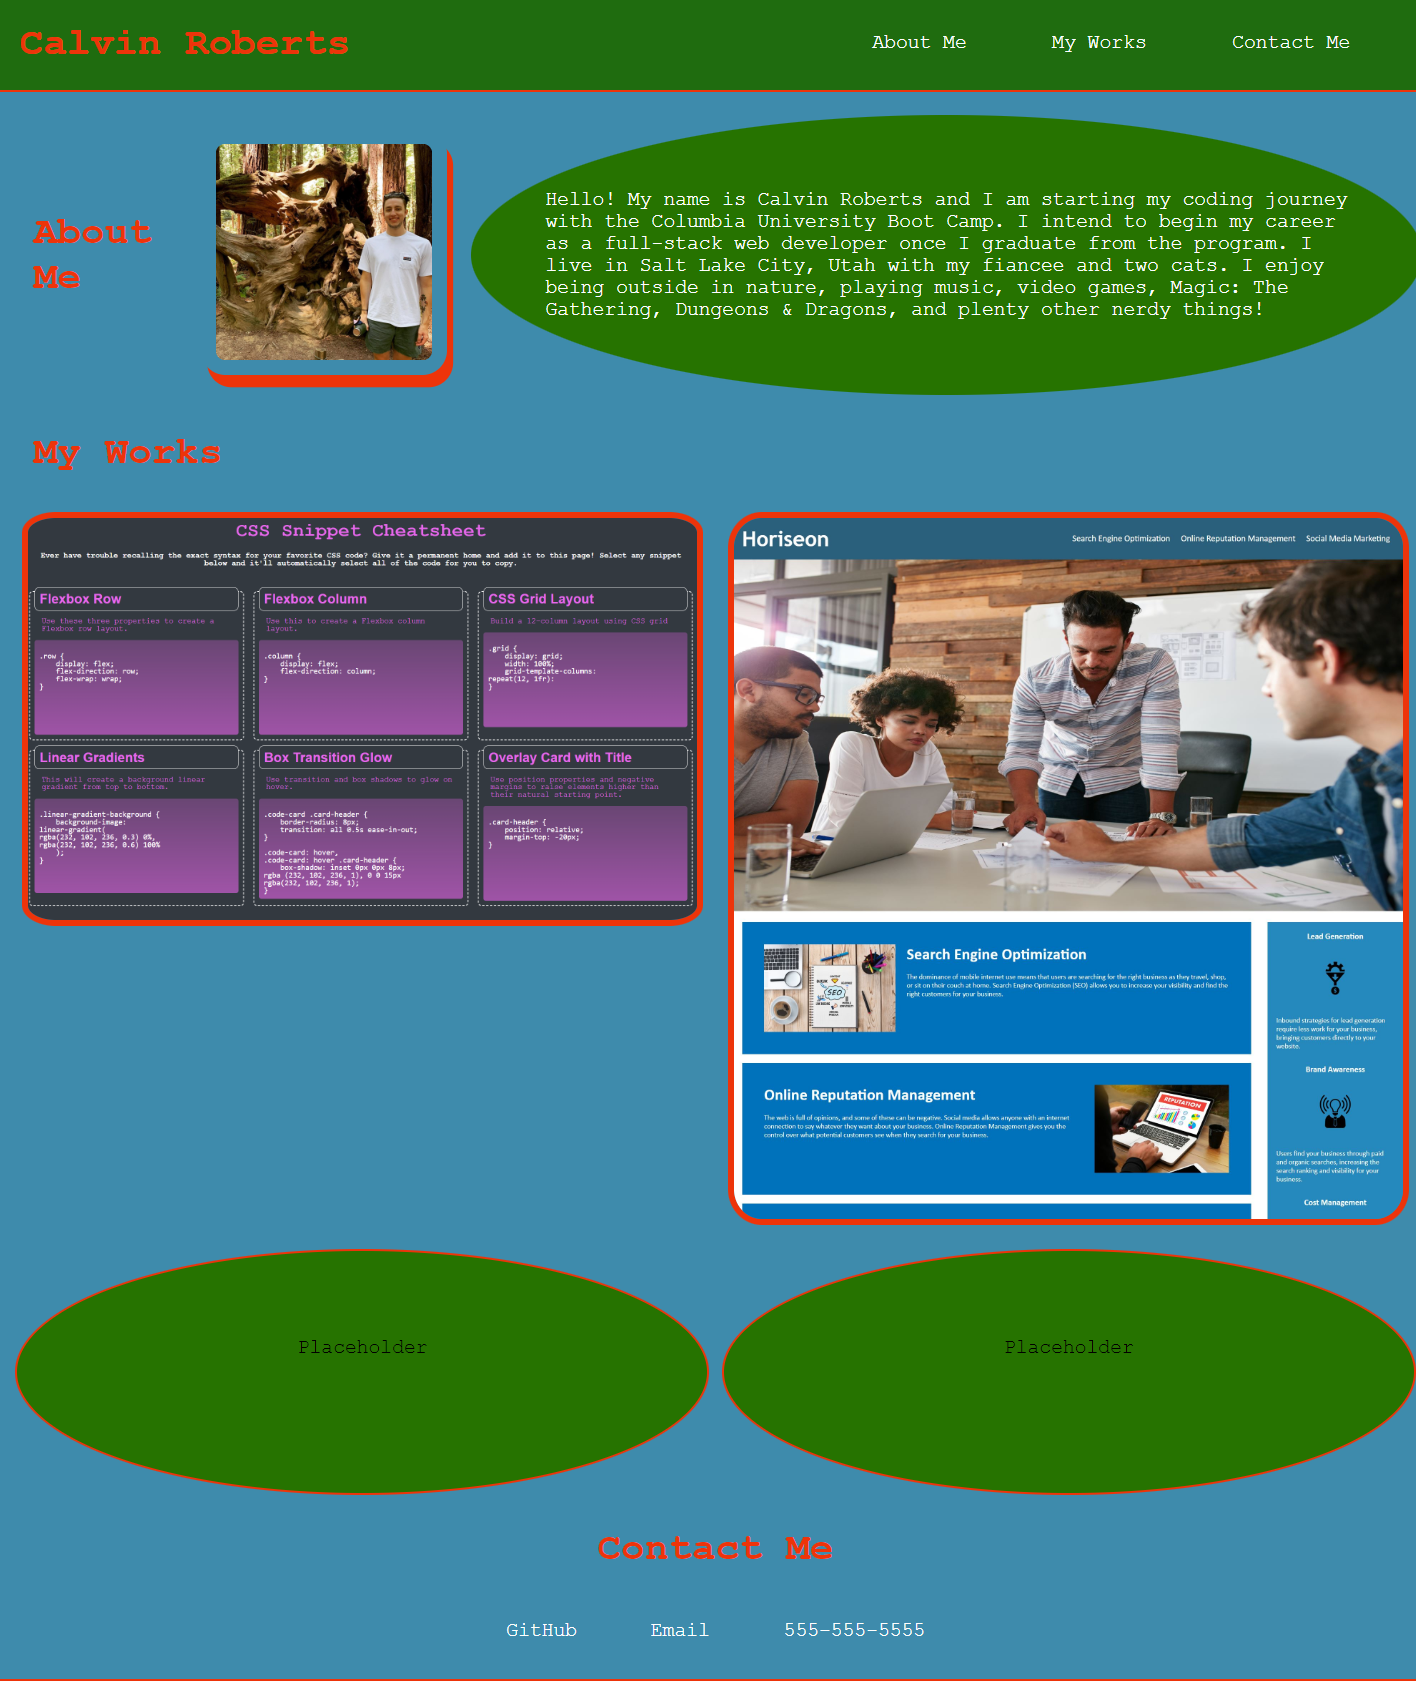 Calvin Roberts
About Me
My Works
Contact Me
About
Me
Hello! My name is Calvin Roberts and I am starting my coding journey
with the Columbia University Boot Camp. I intend to begin my career
as a full-stack web developer once I graduate from the program. I
live in Salt Lake City, Utah with my fiancee and two cats. I enjoy
being outside in nature, playing music, video games, Magic: The
Gathering, Dungeons & Dragons, and plenty other nerdy things!
My Works
CSS Snippet Cheatsheet
Ever have trouble recalling the exact syntax for your favorite CSS code? Give it a permanent home and add it to this page! Select any snippet
below and it'll automatically select all of the code for you to copy.
Flexbox Row
Use these three properties to create a
Flexbox row layout.
.row {
display: flex;
flex-direction: row;
flex-wrap: wrap;
}
Flexbox Column
Use this to create a Flexbox column
layout.
.column {
display: flex;
flex-direction: column;
}
CSS Grid Layout
Build a 12-column layout using CSS grid
.grid {
display: grid;
width: 100%;
grid-template-columns:
repeat(12, 1fr):
}
Linear Gradients
This will create a background linear
gradient from top to bottom.
.linear-gradient-background {
background-image:
linear-gradient(
rgba(232, 102, 236, 0.3) 0%,
rgba(232, 102, 236, 0.6) 100%
);
}
Box Transition Glow
Use transition and box shadows to glow on
hover.
.code-card .card-header {
border-radius: 8px;
transition: all 0.5s ease-in-out;
}
.code-card: hover,
.code-card: hover .card-header {
box-shadow: inset 0px 0px 8px;
rgba (232, 102, 236, 1), 0 0 15px
rgba(232, 102, 236, 1);
}
Overlay Card with Title
Use position properties and negative
margins to raise elements higher than
their natural starting point.
.card-header {
position: relative;
margin-top: -20px;
}
Horiseon
Search Engine Optimization
Online Reputation Management
Social Media Marketing
Search Engine Optimization
The dominance of mobile internet use means that users are searching for the right business as they travel, shop,
or sit on their couch at home. Search Engine Optimization (SEO) allows you to increase your visibility and find the
right customers for your business.
SEO
Online Reputation Management
The web is full of opinions, and some of these can be negative. Social media allows anyone with an internet
connection to say whatever they want about your business. Online Reputation Management gives you the
control over what potential customers see when they search for your business.
REPUTATION
Lead Generation
Inbound strategies for lead generation
require less work for your business,
bringing customers directly to your
website.
Brand Awareness
Users find your business through paid
and organic searches, increasing the
search ranking and visibility for your
business.
Cost Management
Placeholder
Placeholder
Contact Me
GitHub
Email
555-555-5555